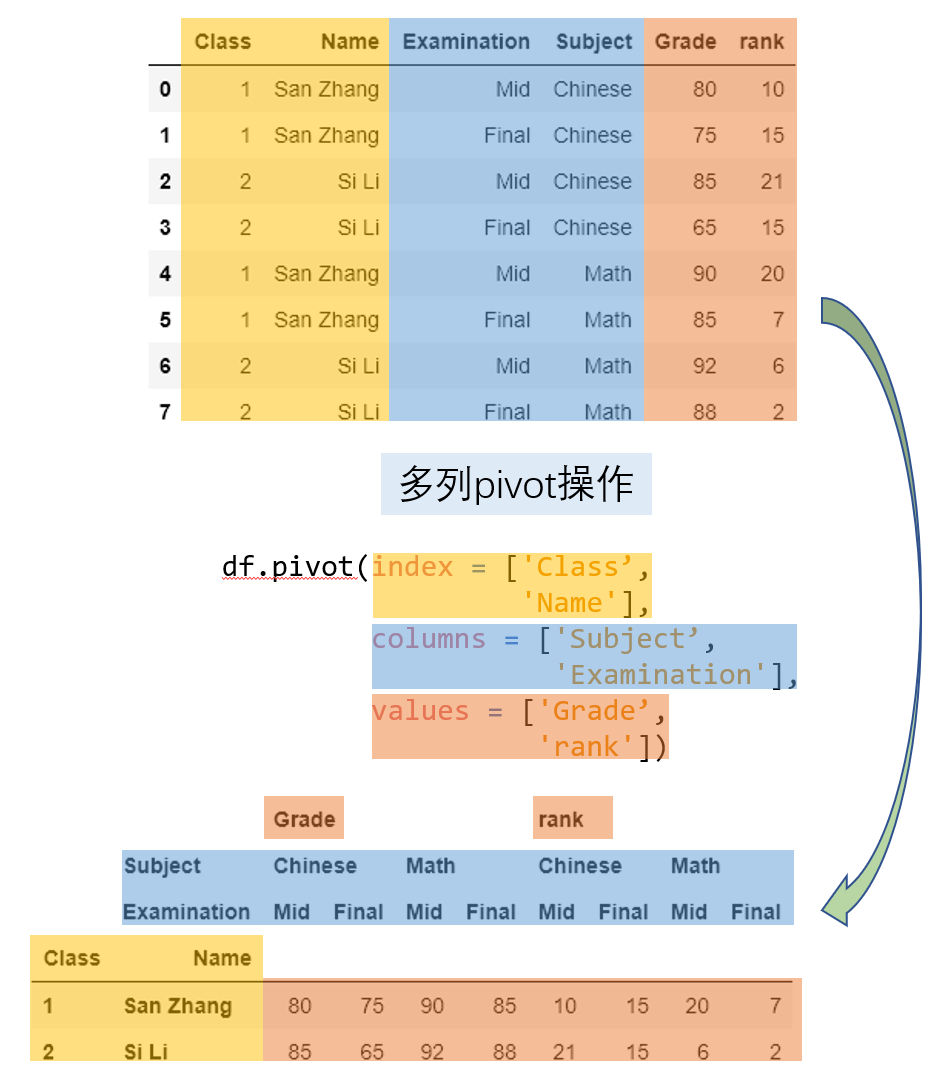 Class Name Examination Subject Grade rank
0 1 San Zhang Mid Chinese 80 10
1 1 San Zhang Final Chinese 75 15
2 2 Si Li Mid Chinese 85 21
3 2 Si Li Final Chinese 65 15
4 1 San Zhang Mid Math 90 20
5 1 San Zhang Final Math 85 7
6 2 Si Li Mid Math 92 6
7 2 Si Li Final Math 88 2
多列pivot操作
df.pivot(index = ['Class’,
'Name'],
columns = ['Subject’,
'Examination'],
values = ['Grade’,
'rank'])
Grade rank
Subject Chinese Math Chinese Math
Examination Mid Final Mid Final Mid Final Mid Final
Class Name
1 San Zhang 80 75 90 85 10 15 20 7
2 Si Li 85 65 92 88 21 15 6 2